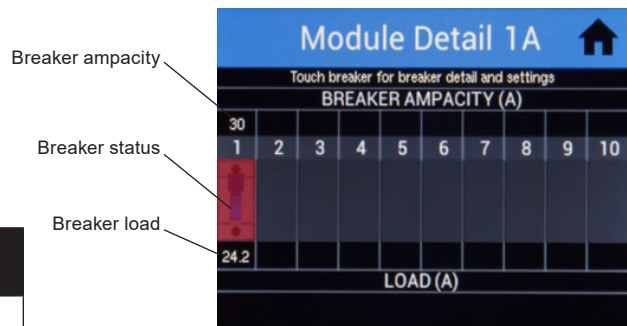 Module Detail 1A
Breaker ampacity
Touch breaker for breaker detail and settings
BREAKER AMPACITY (A)
30
Breaker status
1 2 3 4 5 6 7 8 9 10
Breaker load
24.2
LOAD (A)